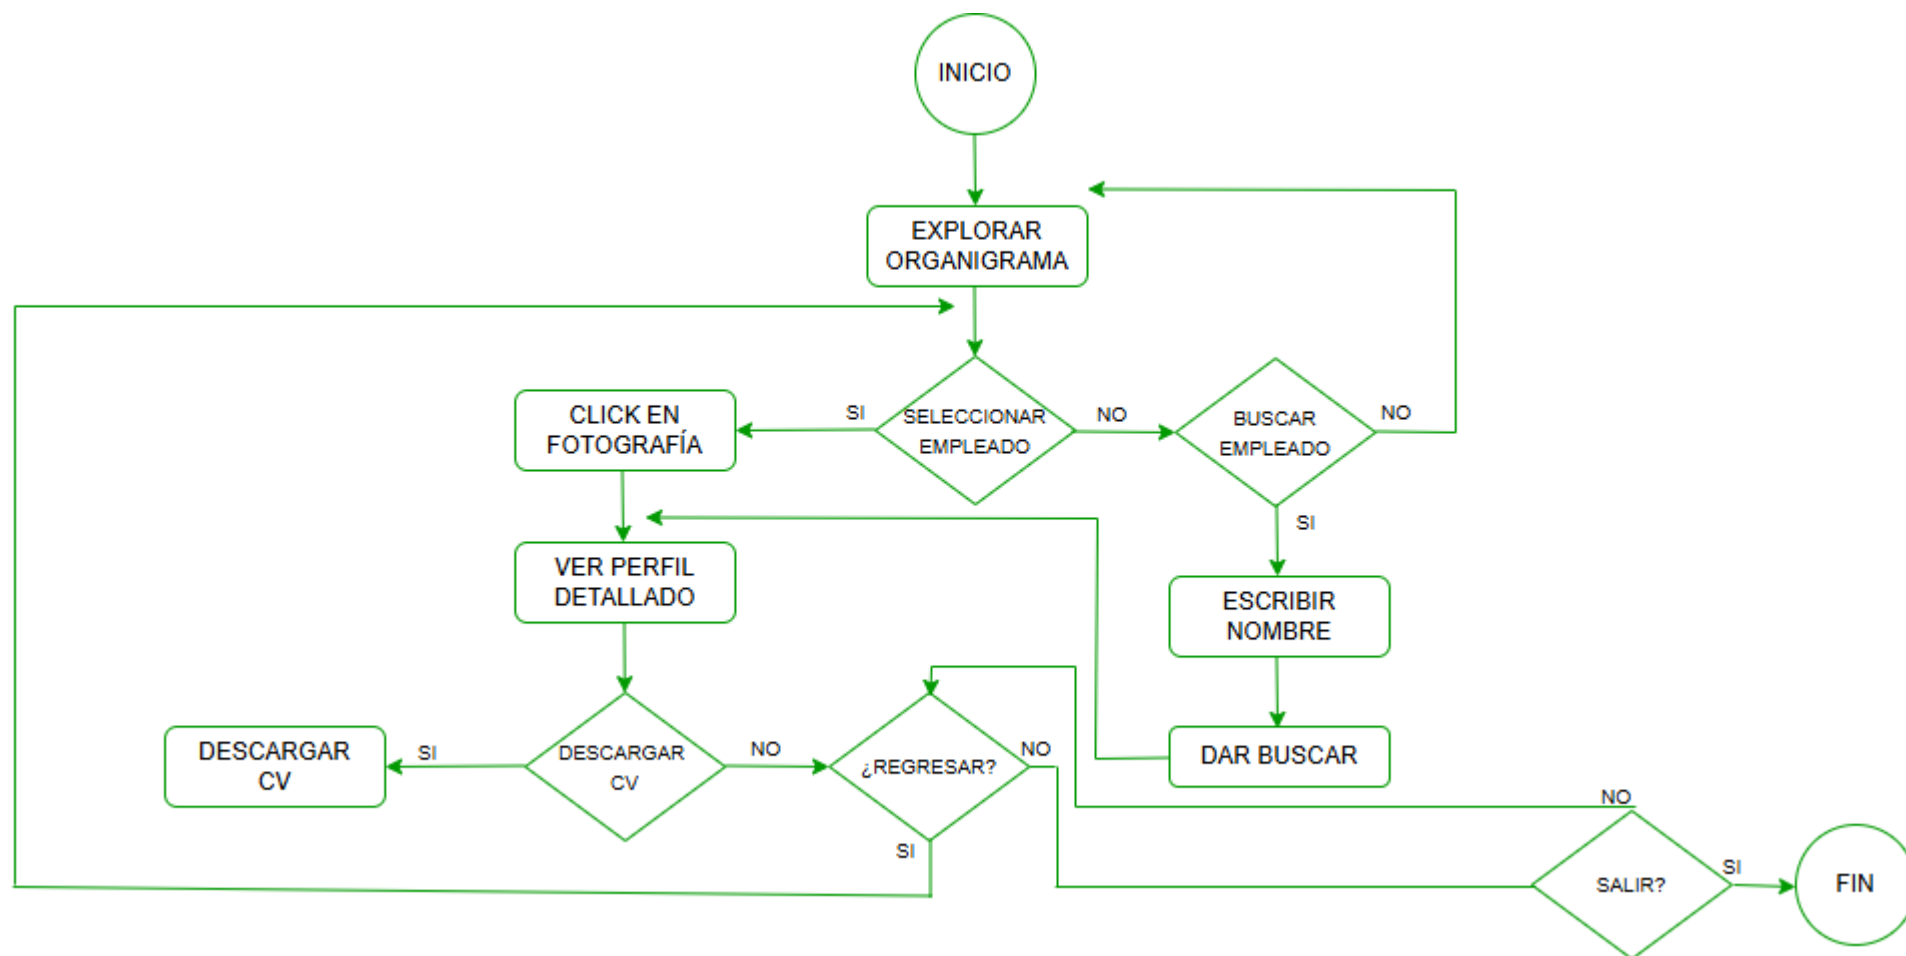 INICIO
EXPLORAR
ORGANIGRAMA
SI
SELECCIONAR
EMPLEADO
NO
BUSCAR
EMPLEADO
NO
CLICK EN
FOTOGRAFÍA
SI
VER PERFIL
DETALLADO
ESCRIBIR
NOMBRE
DESCARGAR
CV
SI
DESCARGAR
CV
NO
¿REGRESAR?
NO
DAR BUSCAR
SI
NO
SALIR?
SI
FIN